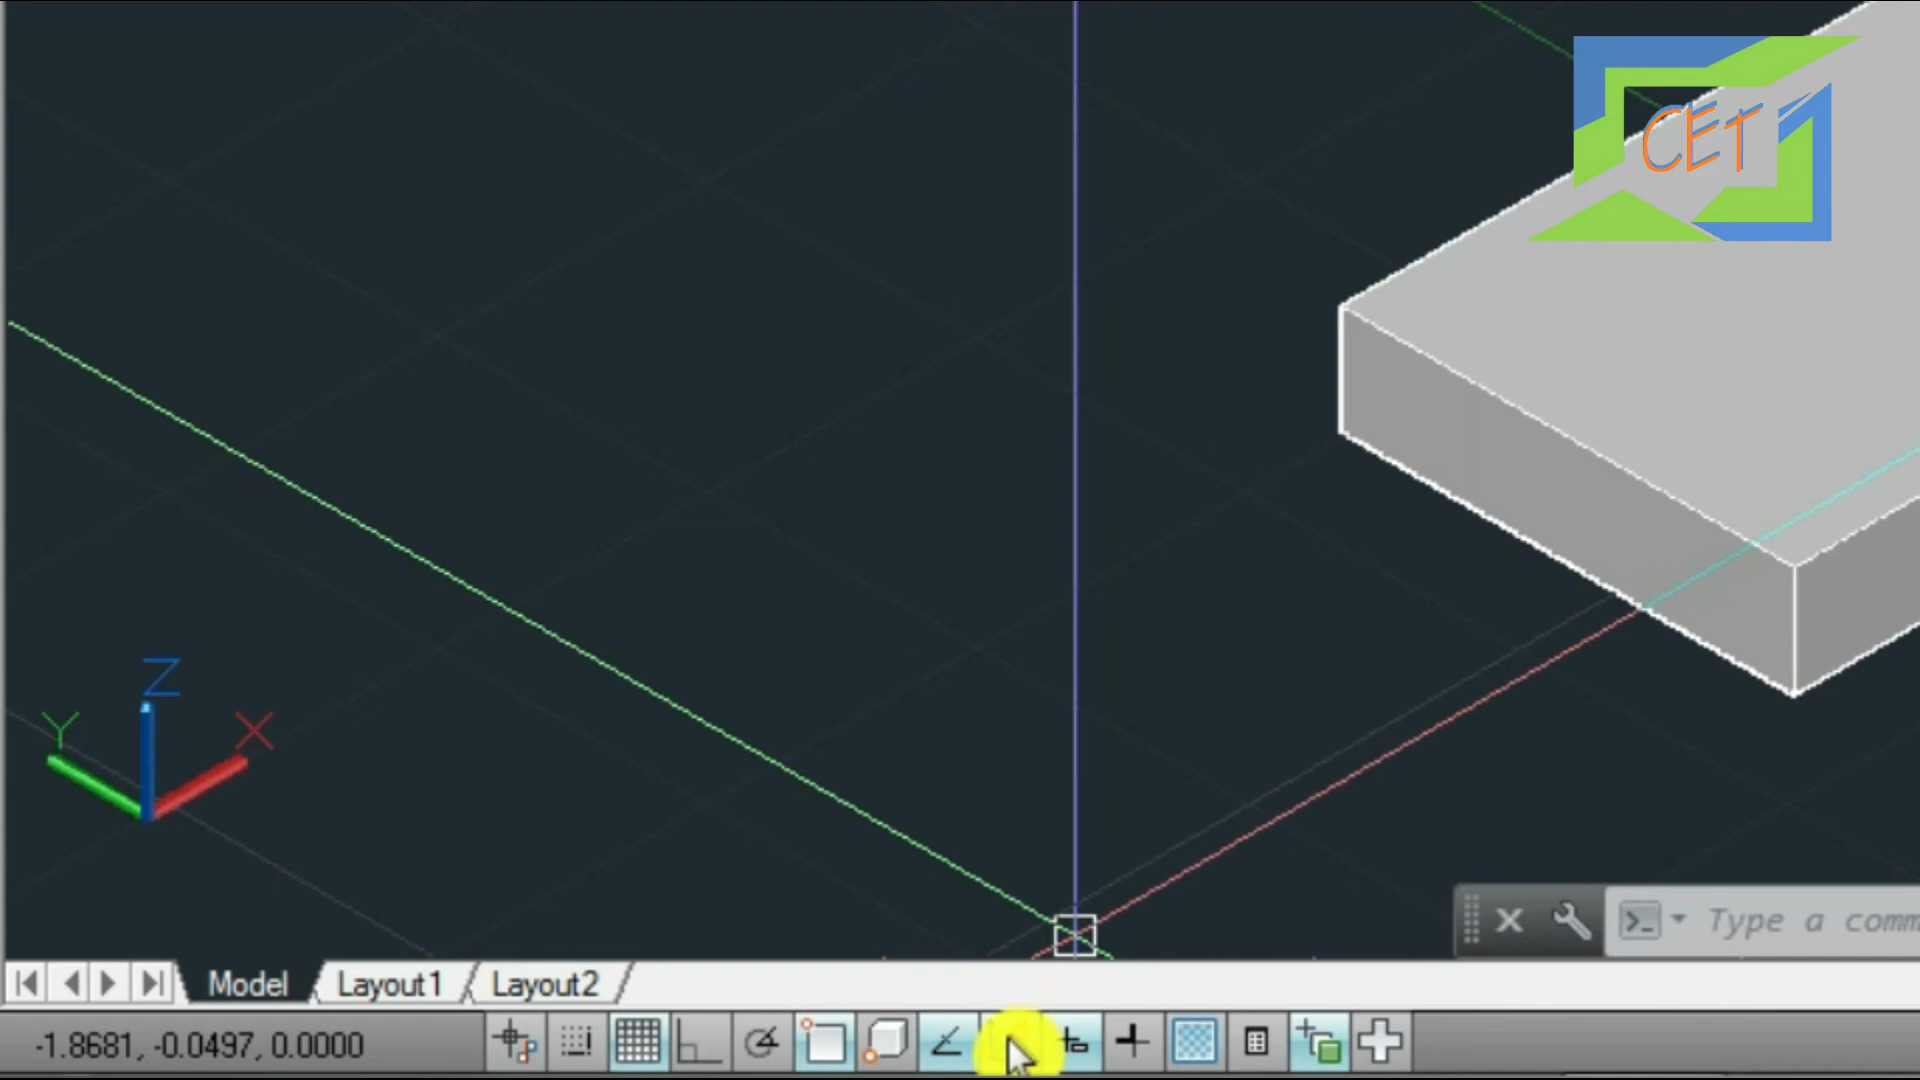 CET
Z
Y
X
Type a comm
Model
Layout1
Layout2
-1.8681, -0.0497, 0.0000